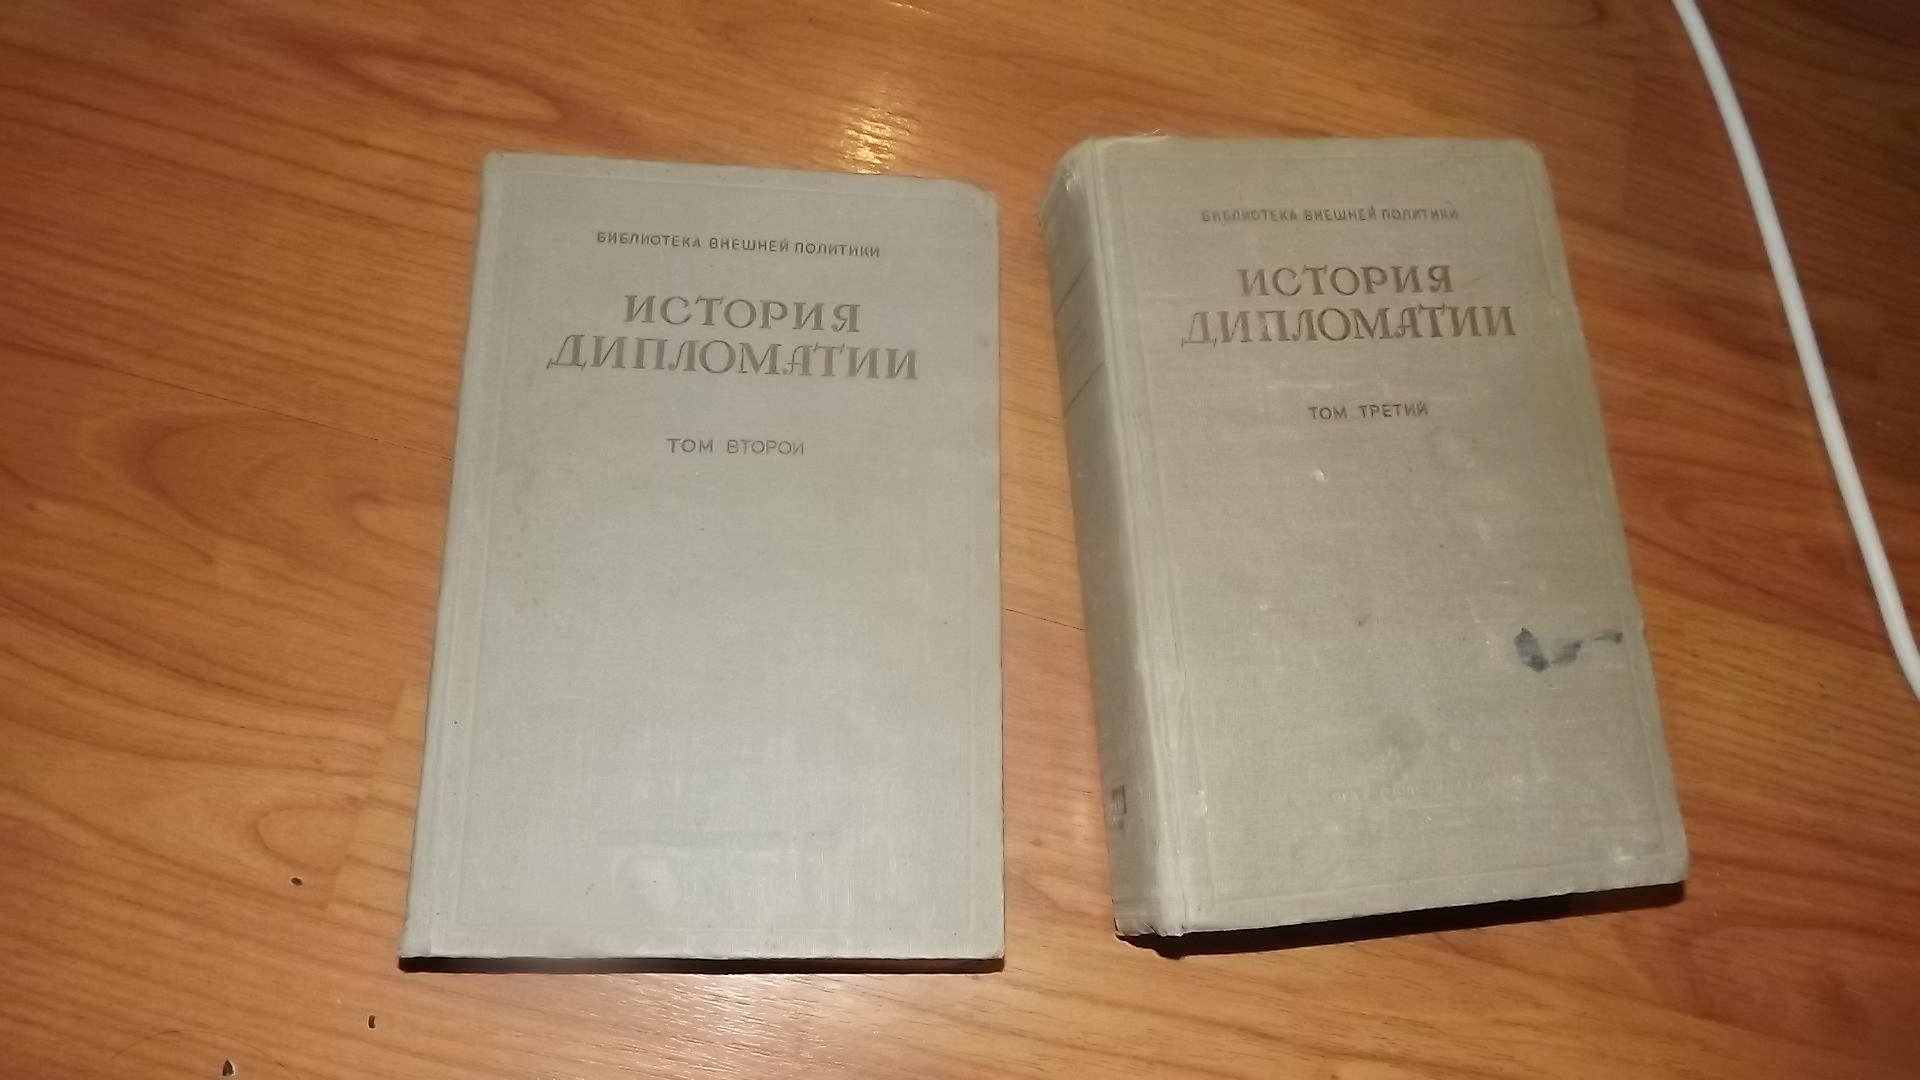 БИБЛИОТЕКА ВНЕШНЕЙ ПОЛИТИКИ
ИСТОРИЯ
ДИПЛОМАТИИ
ТОМ ВТОРОЙ
БИБЛИОТЕКА ВНЕШНЕЙ ПОЛИТИКИ
ИСТОРИЯ
ДИПЛОМАТИИ
ТОМ ТРЕТИЙ